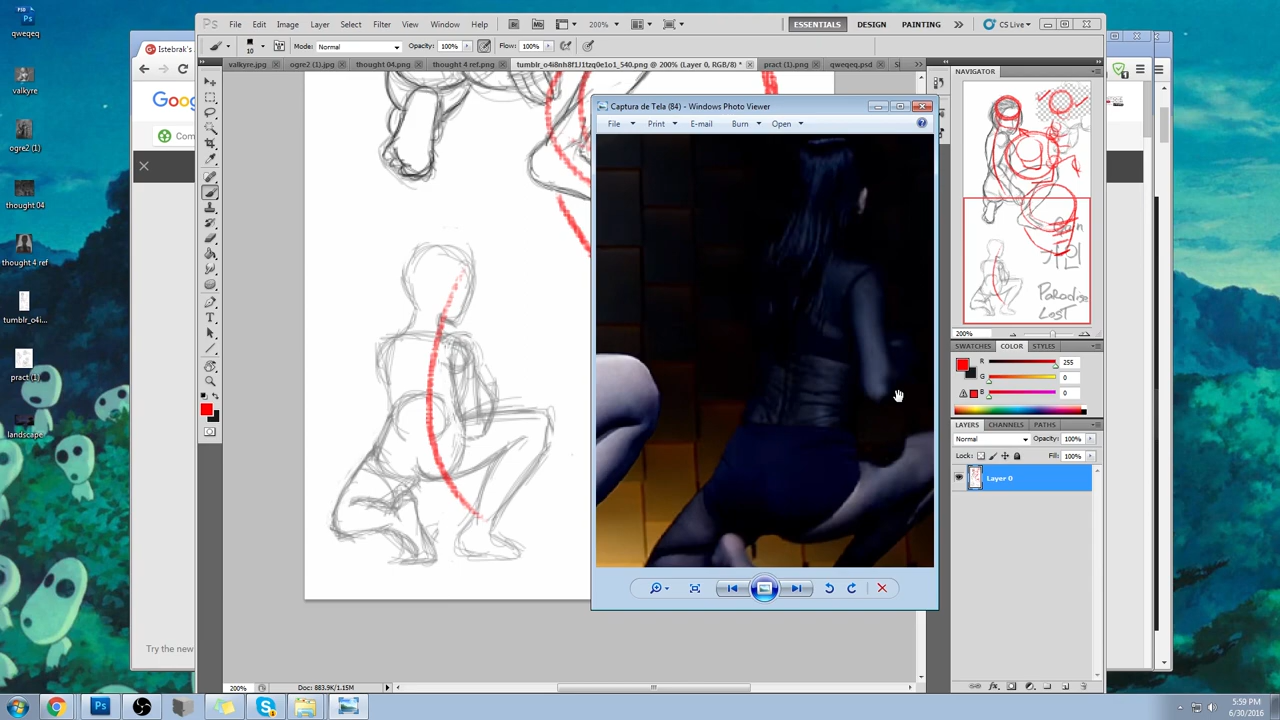 qweqeq
valkyre
ogre2 (1)
thought 04
thought 4 ref
tumblr_o4i...
pract (1)
landscape
Istebrak's
Goog
Com
Try the new
Ps
File Edit Image Layer Select Filter View Window Help
200%
ESSENTIALS DESIGN PAINTING
CS Live
10
Mode: Normal
Opacity: 100%
Flow: 100%
valkyre.jpg
ogre2 (1).jpg
thought 04.png
thought 4 ref.png
tumblr_o4i8nh8f1J1tzq0e1o1_540.png @ 200% (Layer 0, RGB/8) *
pract (1).png
qweqeq.psd
Captura de Tela (84) - Windows Photo Viewer
File Print E-mail Burn Open
NAVIGATOR
Paradise
Lost
200%
SWATCHES COLOR STYLES
R 255
G 0
B 0
LAYERS CHANNELS PATHS
Normal
Opacity: 100%
Lock:
Fill: 100%
Layer 0
200%
Doc: 883.9K/1.15M
5:59 PM
6/30/2016